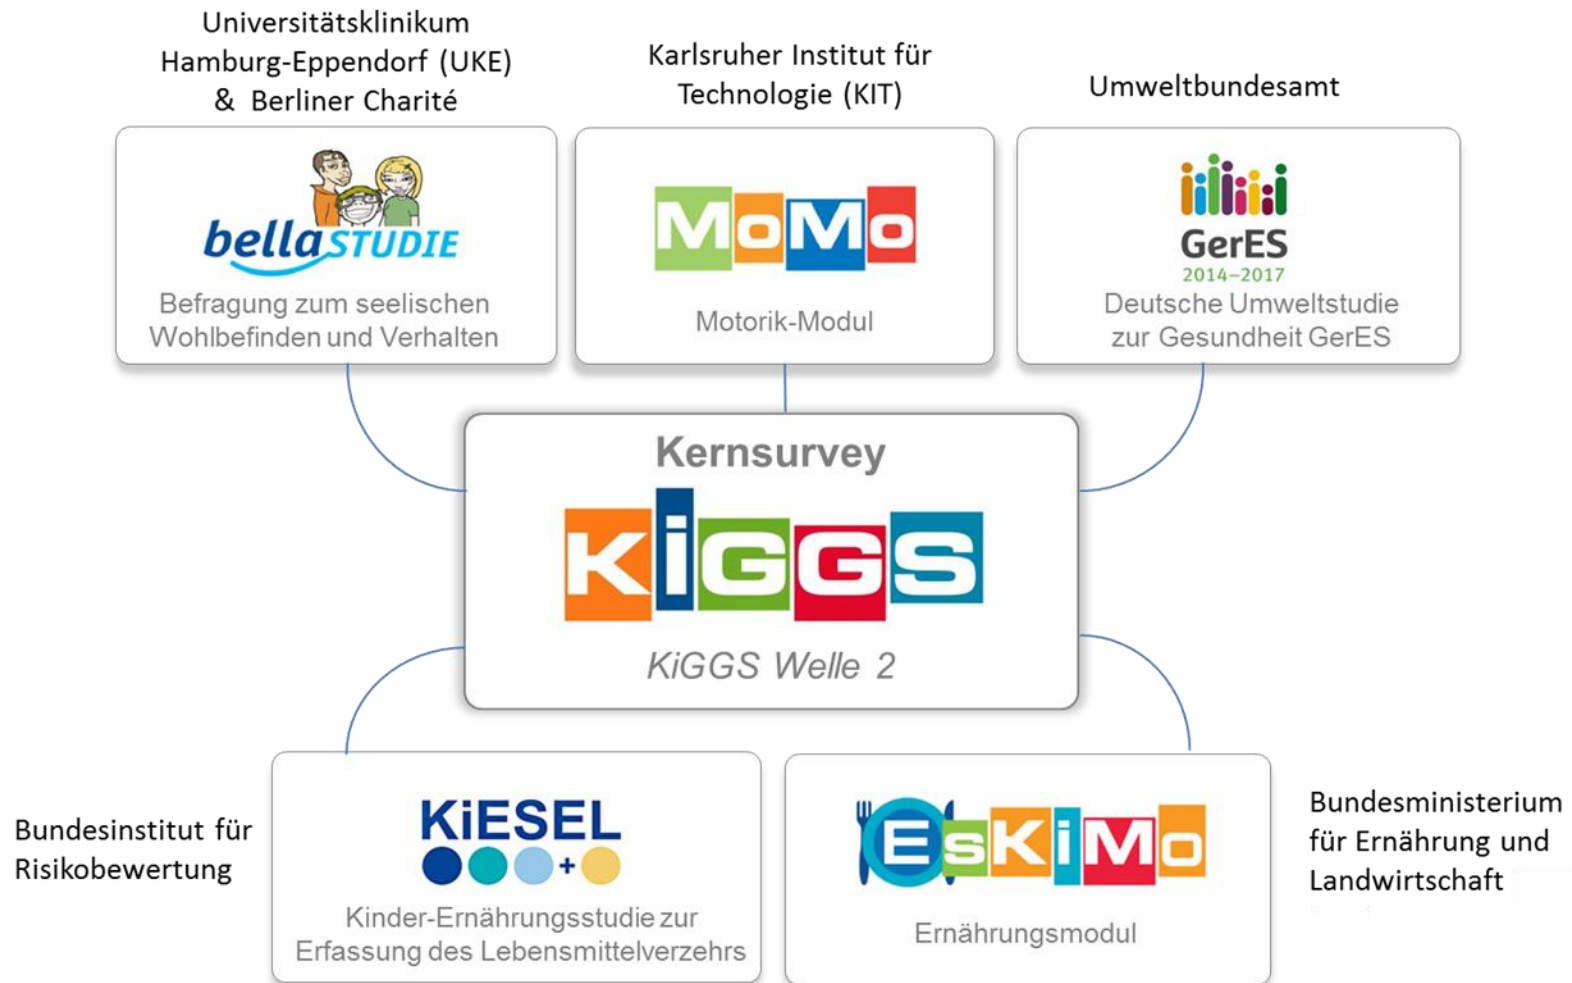 Universitätsklinikum
Hamburg-Eppendorf (UKE)
& Berliner Charité
Karlsruher Institut für
Technologie (KIT)
Umweltbundesamt
bella STUDIE
Befragung zum seelischen
Wohlbefinden und Verhalten
MoMo
Motorik-Modul
GerES
2014–2017
Deutsche Umweltstudie
zur Gesundheit GerES
Kernsurvey
KiGGS
KiGGS Welle 2
Bundesinstitut für
Risikobewertung
KiESEL
+
Kinder-Ernährungsstudie zur
Erfassung des Lebensmittelverzehrs
EsKiMo
Ernährungsmodul
Bundesministerium
für Ernährung und
Landwirtschaft